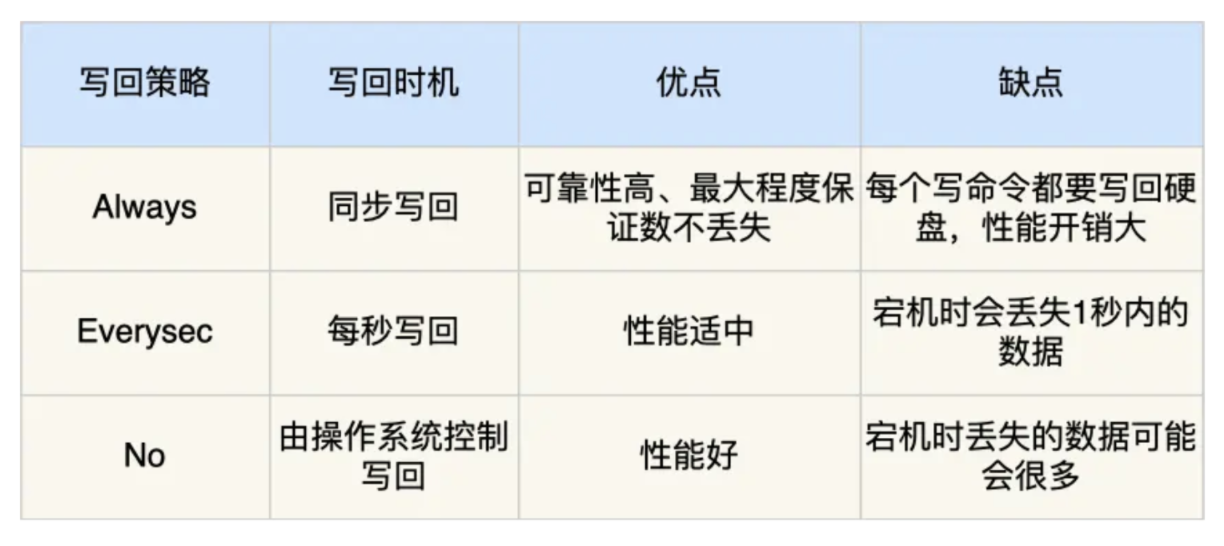 写回策略
写回时机
优点
缺点
Always
同步写回
可靠性高、最大程度保
证数不丢失
每个写命令都要写回硬
盘，性能开销大
Everysec
每秒写回
性能适中
宕机时会丢失1秒内的
数据
No
由操作系统控制
写回
性能好
宕机时丢失的数据可能
会很多